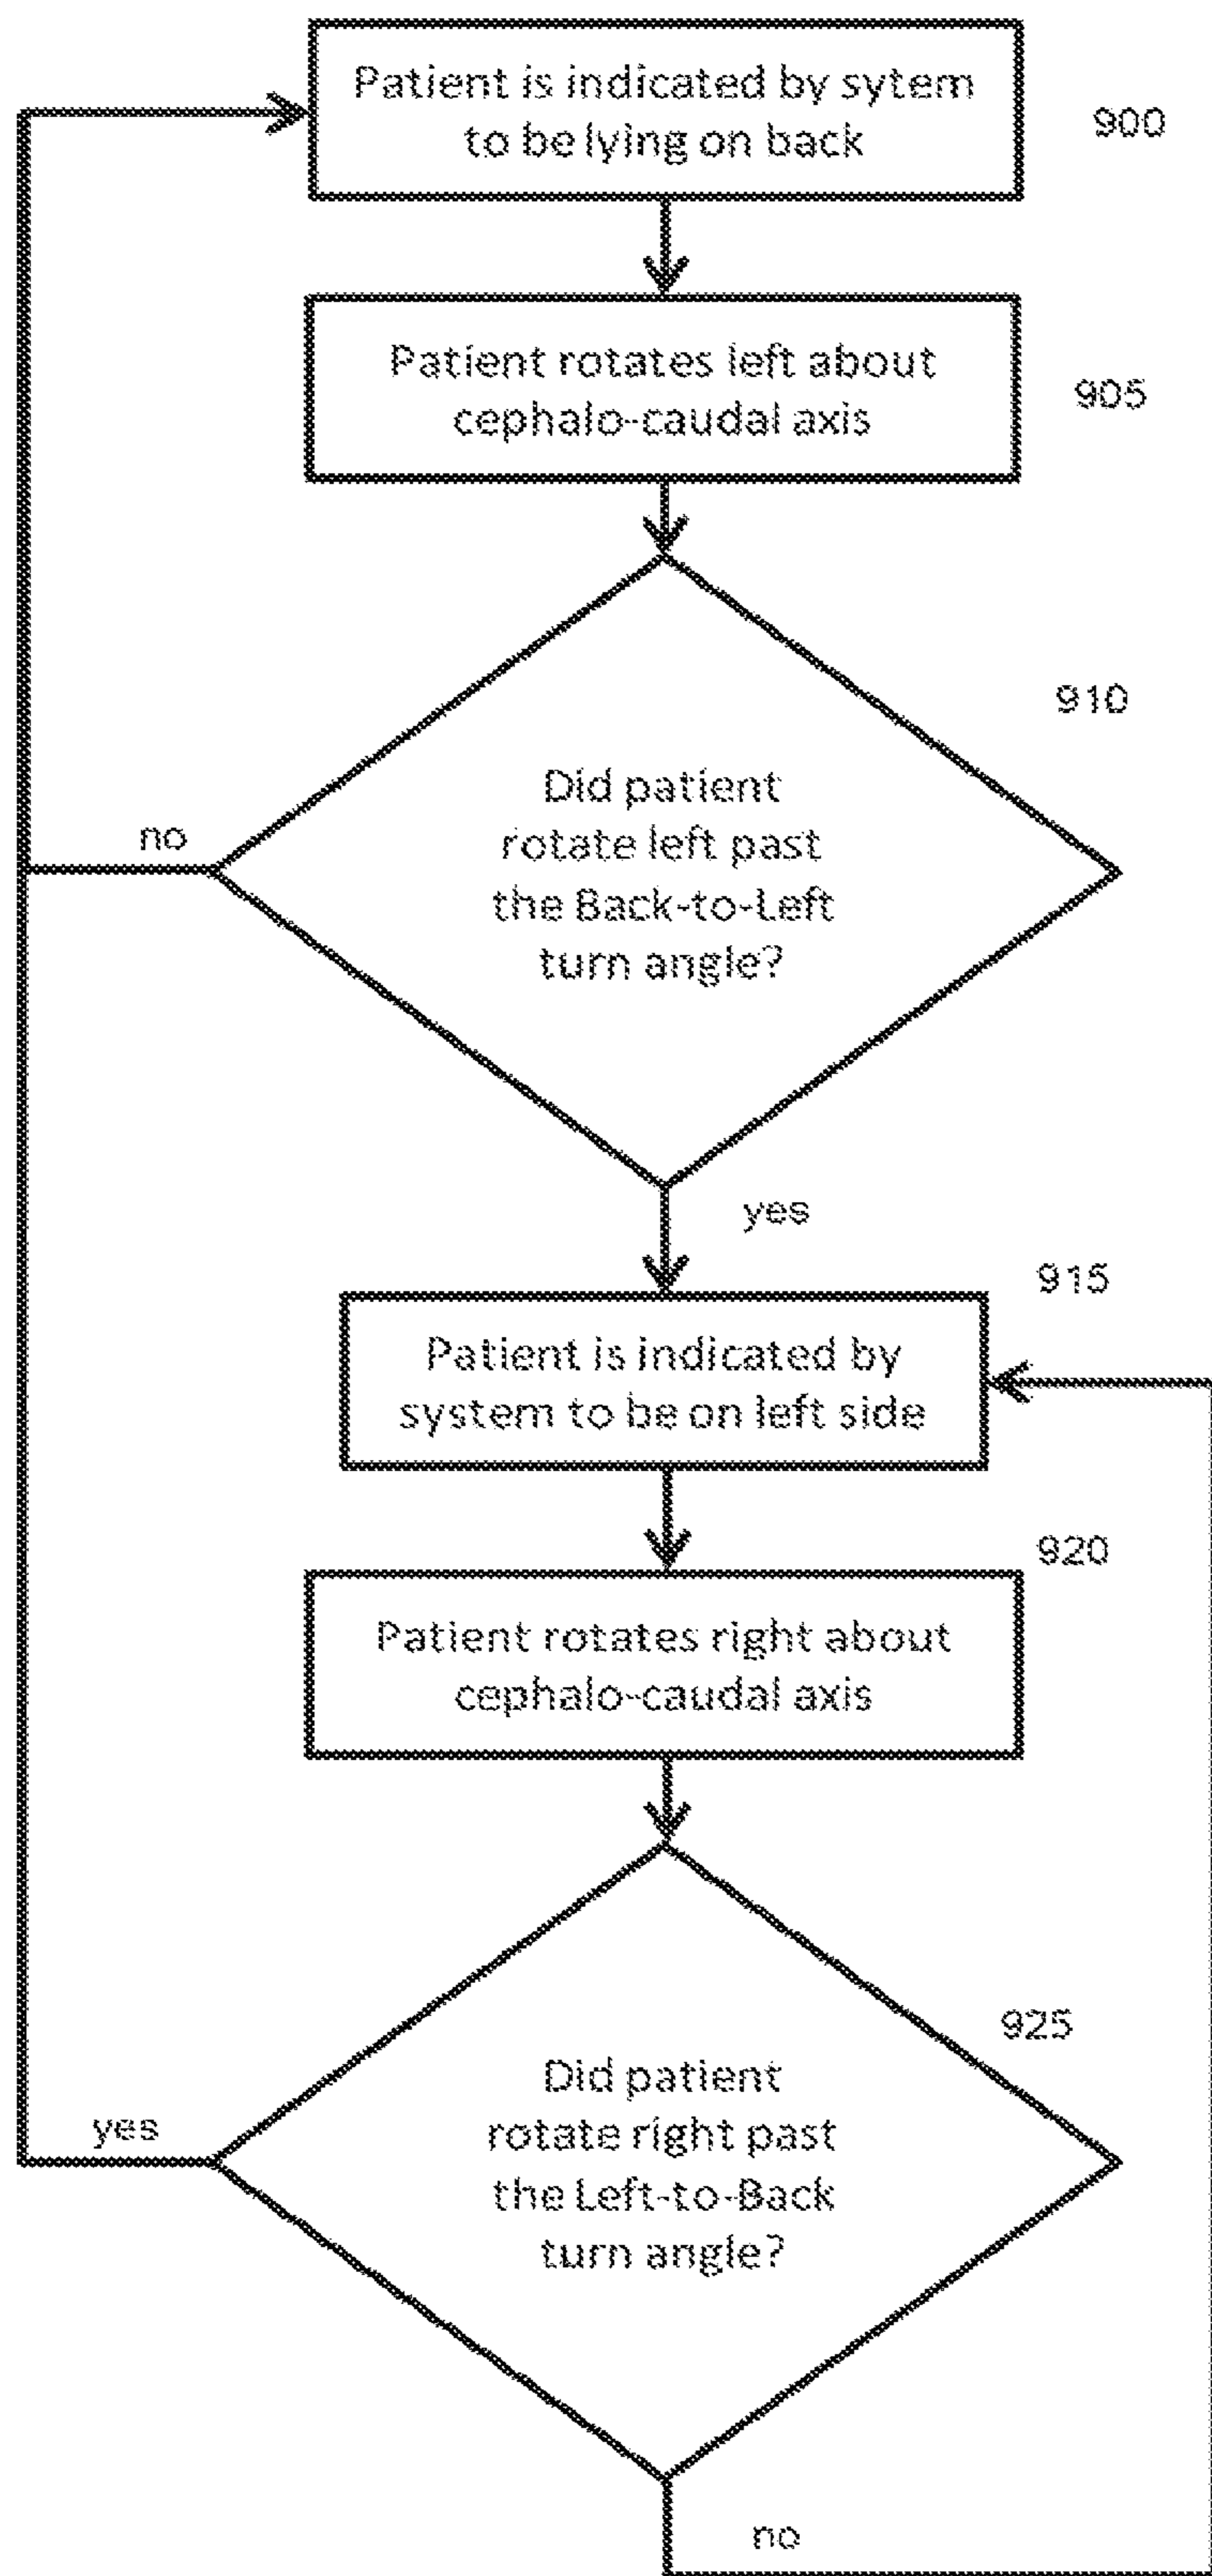 Patient is indicated by sytem
to be lying on back
900
Patient rotates left about
cephalo-caudal axis
905
910
Did patient
rotate left past
the Back-to-Left
turn angle?
no
yes
915
Patient is indicated by
system to be on left side
920
Patient rotates right about
cephalo-caudal axis
925
Did patient
rotate right past
the Left-to-Back
turn angle?
yes
no